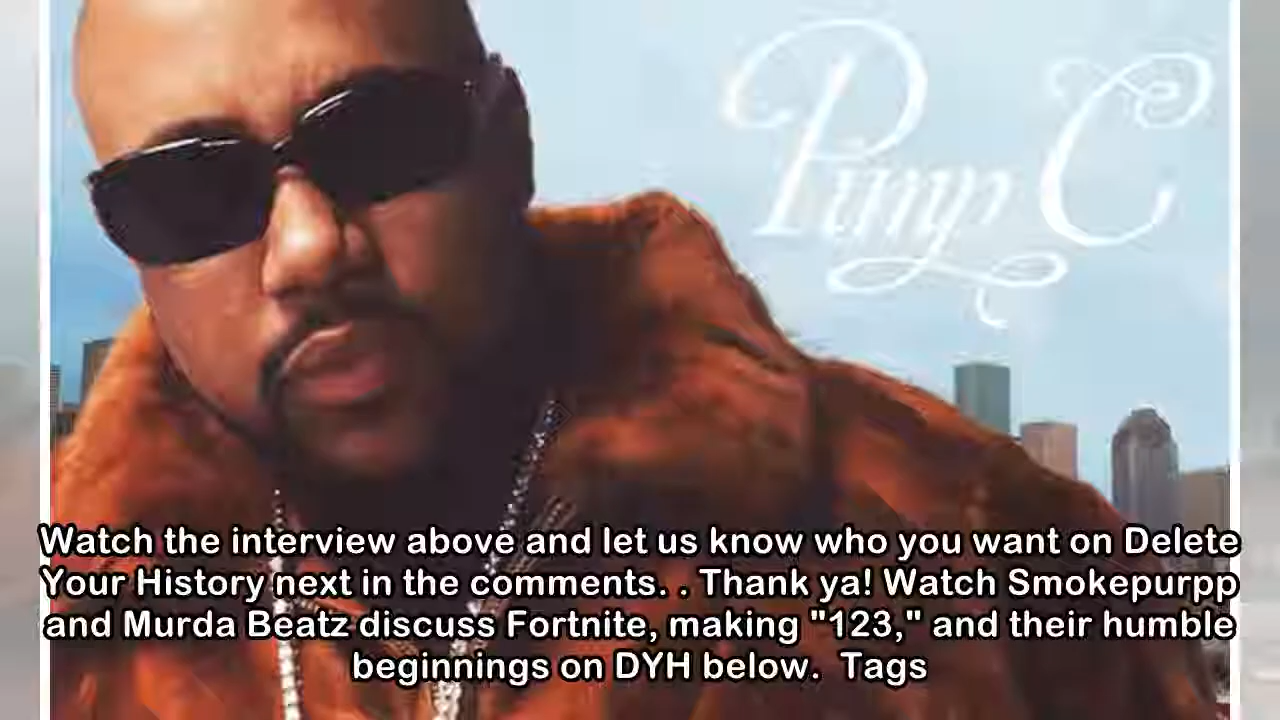 Pimp C
Watch the interview above and let us know who you want on Delete
Your History next in the comments. . Thank ya! Watch Smokepurpp
and Murda Beatz discuss Fortnite, making "123," and their humble
beginnings on DYH below.  Tags